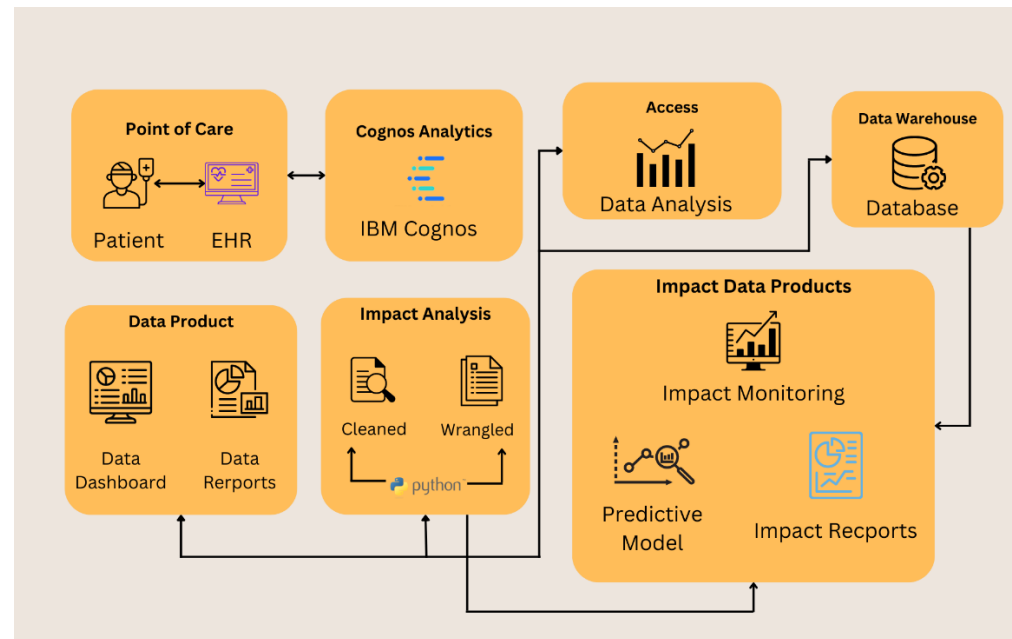 Point of Care
Patient
EHR
Cognos Analytics
IBM Cognos
Access
Data Analysis
Data Warehouse
Database
Data Product
Data
Dashboard
Data
Rerports
Impact Analysis
Cleaned
Wrangled
python
Impact Data Products
Impact Monitoring
Predictive
Model
Impact Recports